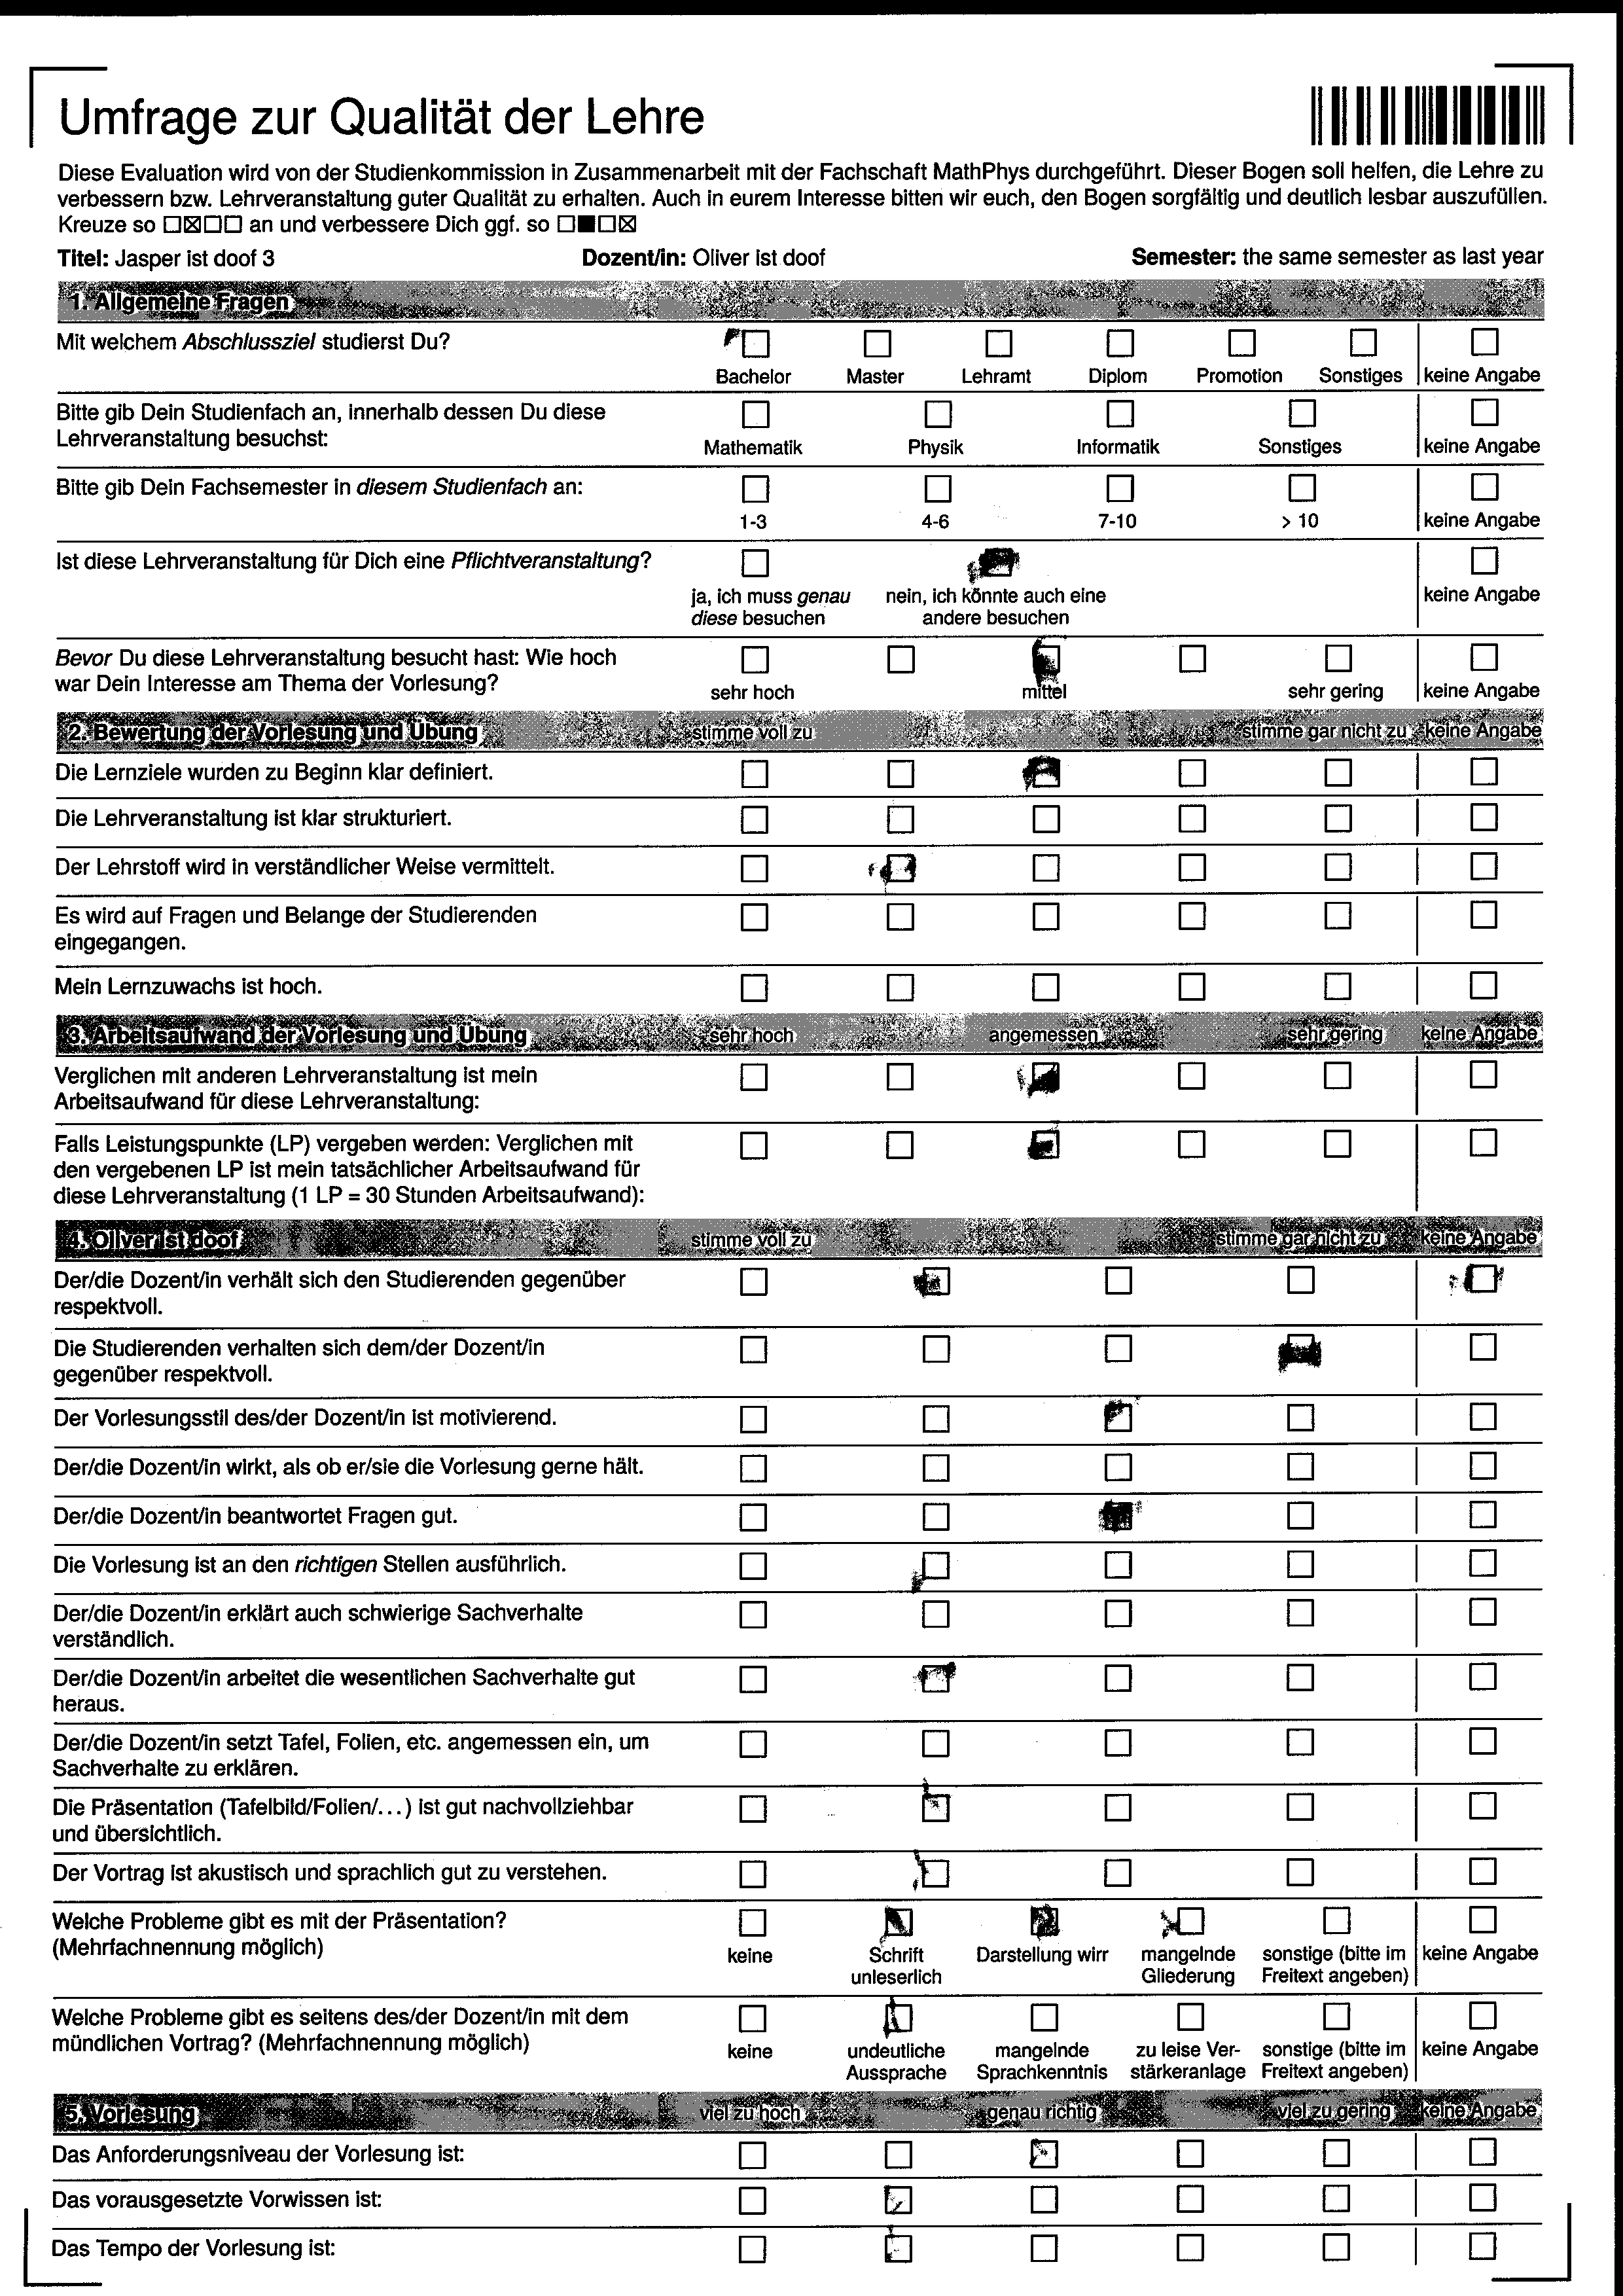 Umfrage zur Qualität der Lehre
Diese Evaluation wird von der Studienkommission in Zusammenarbeit mit der Fachschaft MathPhys durchgeführt. Dieser Bogen soll helfen, die Lehre zu
verbessern bzw. Lehrveranstaltung guter Qualität zu erhalten. Auch in eurem Interesse bitten wir euch, den Bogen sorgfältig und deutlich lesbar auszufüllen.
Kreuze so ☐☒☐☐ an und verbessere Dich ggf. so ☐■☐☒
Titel: Jasper ist doof 3 Dozent/in: Oliver ist doof Semester: the same semester as last year
1. Allgemeine Fragen
Mit welchem Abschlussziel studierst Du?
Bachelor Master Lehramt Diplom Promotion Sonstiges keine Angabe
Bitte gib Dein Studienfach an, innerhalb dessen Du diese
Lehrveranstaltung besuchst:
Mathematik Physik Informatik Sonstiges keine Angabe
Bitte gib Dein Fachsemester in diesem Studienfach an:
1-3 4-6 7-10 > 10 keine Angabe
Ist diese Lehrveranstaltung für Dich eine Pflichtveranstaltung?
ja, ich muss genau nein, ich könnte auch eine keine Angabe
diese besuchen andere besuchen
Bevor Du diese Lehrveranstaltung besucht hast: Wie hoch
war Dein Interesse am Thema der Vorlesung?
sehr hoch mittel sehr gering keine Angabe
2. Bewertung der Vorlesung und Übung stimme voll zu stimme gar nicht zu keine Angabe
Die Lernziele wurden zu Beginn klar definiert.
Die Lehrveranstaltung ist klar strukturiert.
Der Lehrstoff wird in verständlicher Weise vermittelt.
Es wird auf Fragen und Belange der Studierenden
eingegangen.
Mein Lernzuwachs ist hoch.
3. Arbeitsaufwand der Vorlesung und Übung sehr hoch angemessen sehr gering keine Angabe
Verglichen mit anderen Lehrveranstaltung ist mein
Arbeitsaufwand für diese Lehrveranstaltung:
Falls Leistungspunkte (LP) vergeben werden: Verglichen mit
den vergebenen LP ist mein tatsächlicher Arbeitsaufwand für
diese Lehrveranstaltung (1 LP = 30 Stunden Arbeitsaufwand):
4. Oliver ist doof stimme voll zu stimme gar nicht zu keine Angabe
Der/die Dozent/in verhält sich den Studierenden gegenüber
respektvoll.
Die Studierenden verhalten sich dem/der Dozent/in
gegenüber respektvoll.
Der Vorlesungsstil des/der Dozent/in ist motivierend.
Der/die Dozent/in wirkt, als ob er/sie die Vorlesung gerne hält.
Der/die Dozent/in beantwortet Fragen gut.
Die Vorlesung ist an den richtigen Stellen ausführlich.
Der/die Dozent/in erklärt auch schwierige Sachverhalte
verständlich.
Der/die Dozent/in arbeitet die wesentlichen Sachverhalte gut
heraus.
Der/die Dozent/in setzt Tafel, Folien, etc. angemessen ein, um
Sachverhalte zu erklären.
Die Präsentation (Tafelbild/Folien/...) ist gut nachvollziehbar
und übersichtlich.
Der Vortrag ist akustisch und sprachlich gut zu verstehen.
Welche Probleme gibt es mit der Präsentation?
(Mehrfachnennung möglich)
keine Schrift Darstellung wirr mangelnde sonstige (bitte im keine Angabe
unleserlich Gliederung Freitext angeben)
Welche Probleme gibt es seitens des/der Dozent/in mit dem
mündlichen Vortrag? (Mehrfachnennung möglich)
keine undeutliche mangelnde zu leise Ver- sonstige (bitte im keine Angabe
Aussprache Sprachkenntnis stärkeranlage Freitext angeben)
5. Vorlesung viel zu hoch genau richtig viel zu gering keine Angabe
Das Anforderungsniveau der Vorlesung ist:
Das vorausgesetzte Vorwissen ist:
Das Tempo der Vorlesung ist: